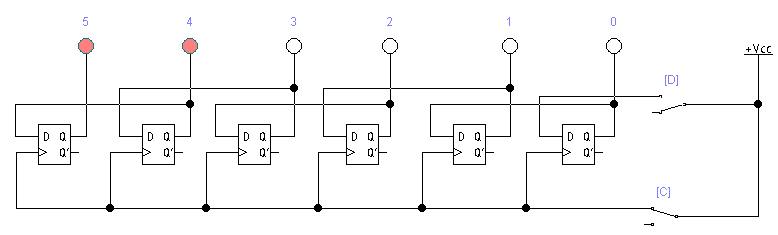 5 4 3 2 1 0
+Vcc
[D]
D Q D Q D Q D Q D Q D Q
Q' Q' Q' Q' Q' Q'
[C]